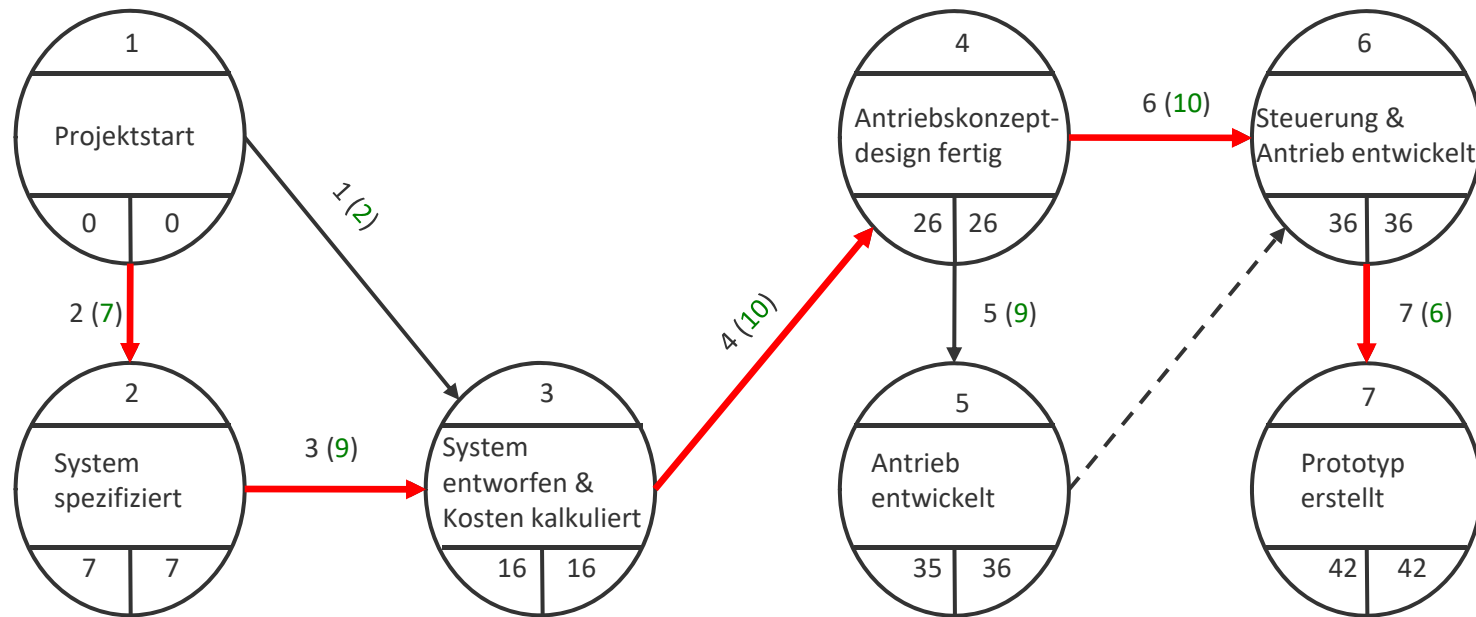 1
Projektstart
0 0
2 (7)
1 (2)
2
System
spezifiziert
7 7
3 (9)
3
System
entworfen &
Kosten kalkuliert
16 16
4 (10)
4
Antriebskonzept-
design fertig
26 26
5 (9)
6 (10)
5
Antrieb
entwickelt
35 36
6
Steuerung &
Antrieb entwickelt
36 36
7 (6)
7
Prototyp
erstellt
42 42